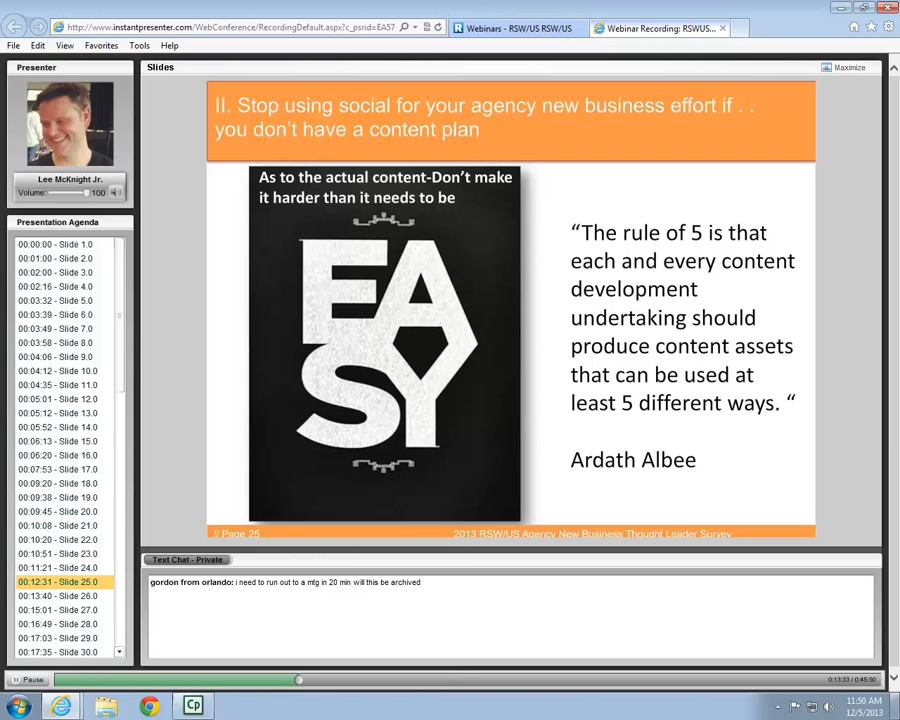 http://www.instantpresenter.com/WebConference/RecordingDefault.aspx?c_psrid=EA57
Webinars - RSW/US RSW/US
Webinar Recording: RSWUS...
File Edit View Favorites Tools Help
Presenter
Lee McKnight Jr.
Volume: 100
Presentation Agenda
00:00:00 - Slide 1.0
00:01:00 - Slide 2.0
00:02:00 - Slide 3.0
00:02:16 - Slide 4.0
00:03:32 - Slide 5.0
00:03:39 - Slide 6.0
00:03:49 - Slide 7.0
00:03:58 - Slide 8.0
00:04:06 - Slide 9.0
00:04:12 - Slide 10.0
00:04:35 - Slide 11.0
00:05:01 - Slide 12.0
00:05:12 - Slide 13.0
00:05:52 - Slide 14.0
00:06:13 - Slide 15.0
00:06:20 - Slide 16.0
00:07:53 - Slide 17.0
00:09:20 - Slide 18.0
00:09:38 - Slide 19.0
00:09:45 - Slide 20.0
00:10:08 - Slide 21.0
00:10:20 - Slide 22.0
00:10:51 - Slide 23.0
00:11:21 - Slide 24.0
00:12:31 - Slide 25.0
00:13:40 - Slide 26.0
00:15:01 - Slide 27.0
00:16:49 - Slide 28.0
00:17:03 - Slide 29.0
00:17:35 - Slide 30.0
Slides
Maximize
II. Stop using social for your agency new business effort if . .
you don't have a content plan
As to the actual content-Don't make
it harder than it needs to be
EA
SY
“The rule of 5 is that
each and every content
development
undertaking should
produce content assets
that can be used at
least 5 different ways. “
Ardath Albee
// Page 25
2013 RSW/US Agency New Business Thought Leader Survey
Text Chat - Private
gordon from orlando: i need to run out to a mtg in 20 min will this be archived
Pause
0:13:33 / 0:45:50
Cp
11:50 AM
12/5/2013